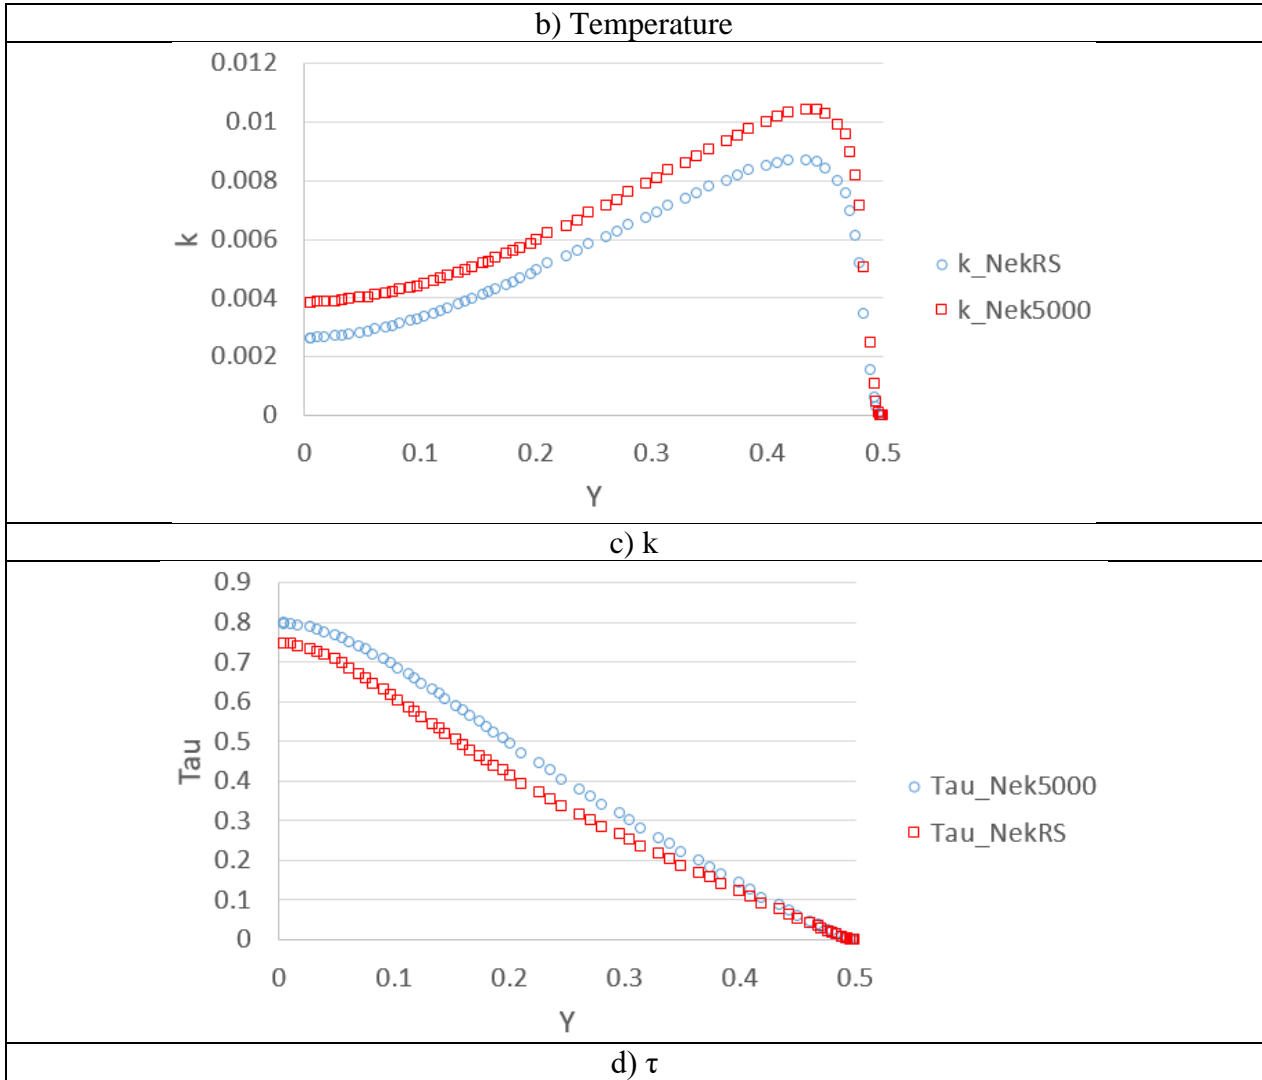 b) Temperature
0.012
0.01
0.008
0.006
0.004
0.002
0
k
0 0.1 0.2 0.3 0.4 0.5
Y
k_NekRS
k_Nek5000
c) k
0.9
0.8
0.7
0.6
0.5
0.4
0.3
0.2
0.1
0
Tau
0 0.1 0.2 0.3 0.4 0.5
Y
Tau_Nek5000
Tau_NekRS
d) τ